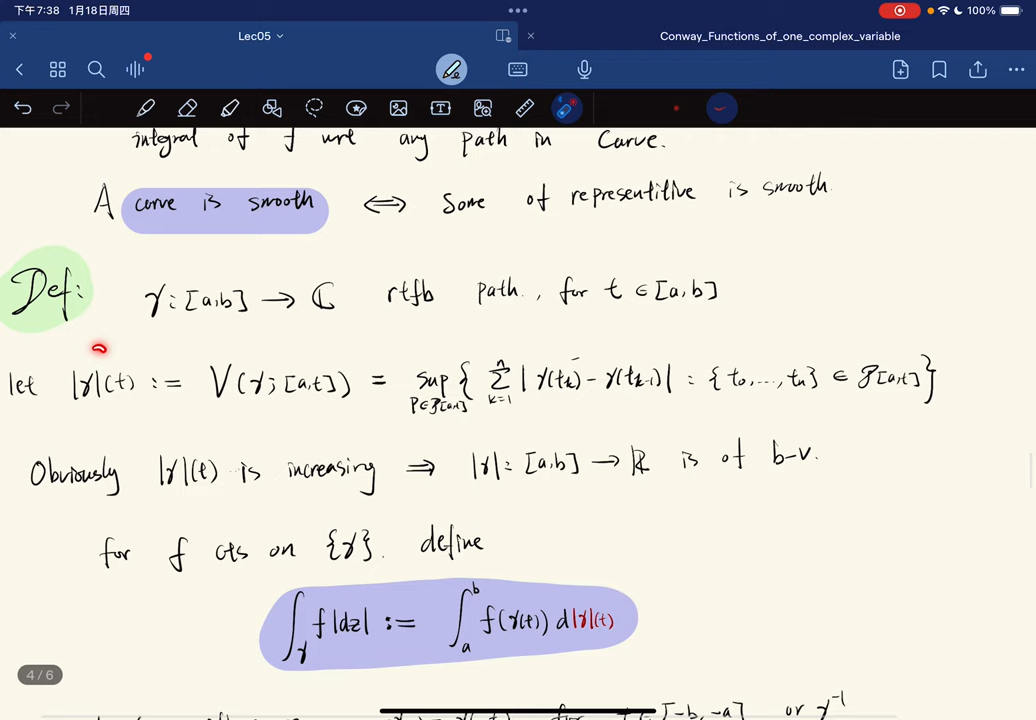 下午7:38 1月18日周四
100%
Lec05
Conway_Functions_of_one_complex_variable
integral of f wrt any path in Curve.
A curve is smooth ⟺ Some of representitive is smooth
Def: γ: [a,b] → ℂ rtfb path., for t ∈ [a,b]
let |γ|(t) := V(γ; [a,t]) = sup_{P∈𝒫[a,t]} { Σ_{k=1}^{n} |γ(t_k) - γ(t_{k-1})| : {t_0, ..., t_n} ∈ 𝒫[a,t] }
Obviously |γ|(t) is increasing ⇒ |γ|: [a,b] → ℝ is of b-v.
for f cts on {γ}. define
∫_γ f|dz| := ∫_a^b f(γ(t)) d|γ|(t)
4 / 6
[-b, -a] or γ^{-1}